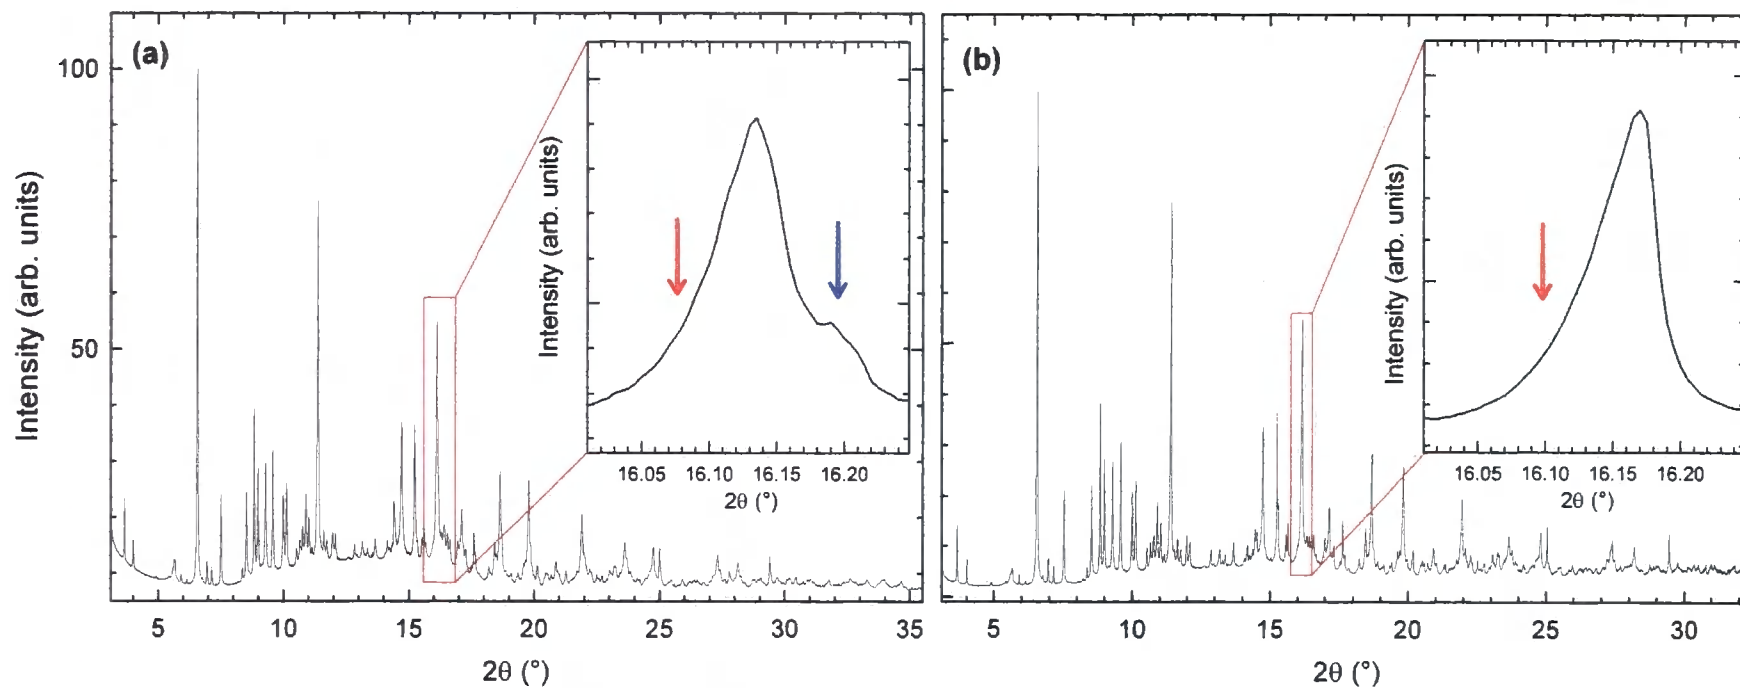 (a)
100
50
Intensity (arb. units)
5 10 15 20 25 30 35
2θ (°)
Intensity (arb. units)
16.05 16.10 16.15 16.20
2θ (°)
(b)
5 10 15 20 25 30
2θ (°)
Intensity (arb. units)
16.05 16.10 16.15 16.20
2θ (°)